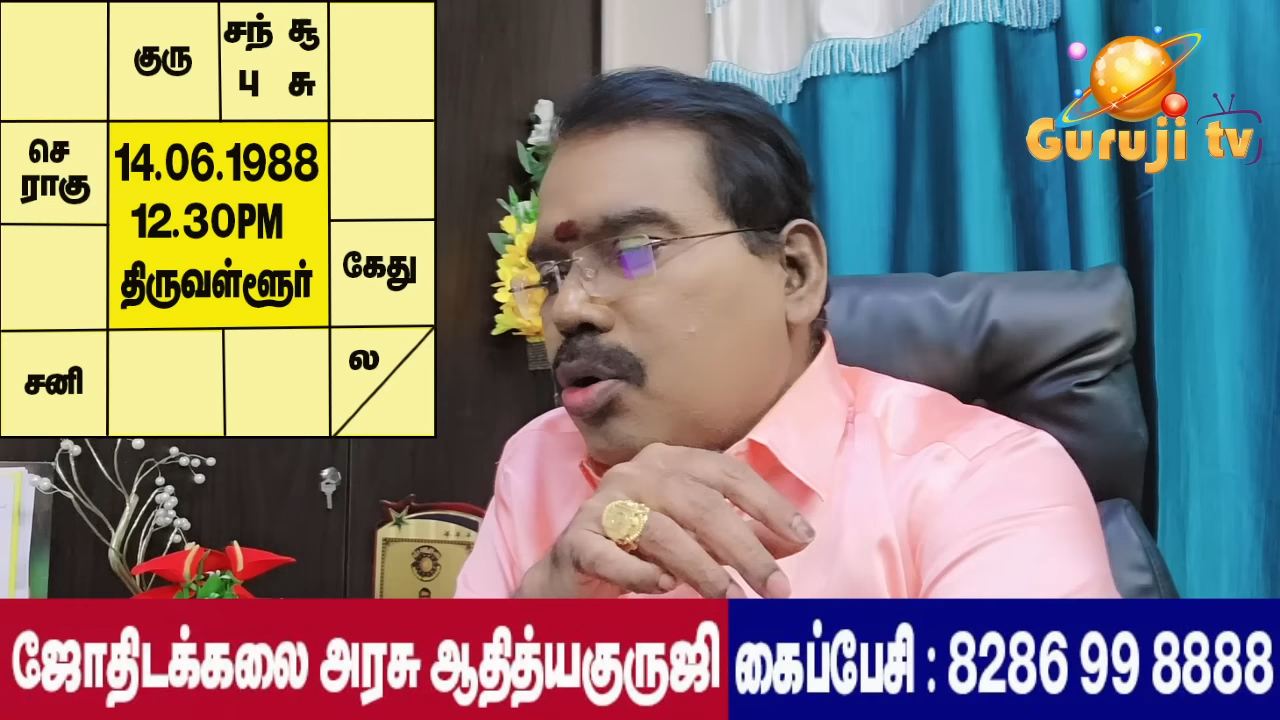 குரு
சந் சூ
பு சு
செ
ராகு
14.06.1988
12.30PM
திருவள்ளூர்
கேது
சனி
ல
Guruji tv
ஜோதிடக்கலை அரசு ஆதித்யகுருஜி
கைப்பேசி : 8286 99 8888